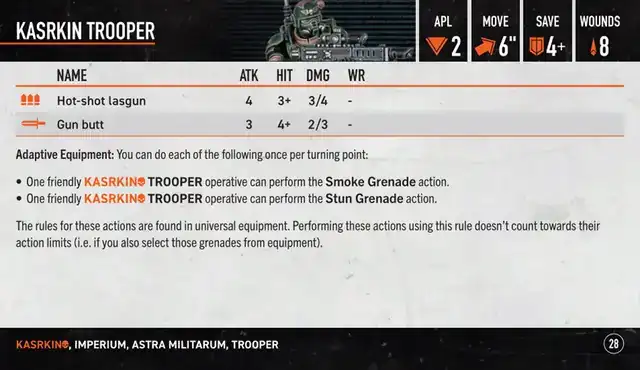 KASRKIN TROOPER
APL
2
MOVE
6"
SAVE
4+
WOUNDS
8
NAME ATK HIT DMG WR
Hot-shot lasgun 4 3+ 3/4 -
Gun butt 3 4+ 2/3 -
Adaptive Equipment: You can do each of the following once per turning point:
• One friendly KASRKIN TROOPER operative can perform the Smoke Grenade action.
• One friendly KASRKIN TROOPER operative can perform the Stun Grenade action.
The rules for these actions are found in universal equipment. Performing these actions using this rule doesn't count towards their
action limits (i.e. if you also select those grenades from equipment).
KASRKIN, IMPERIUM, ASTRA MILITARUM, TROOPER
28